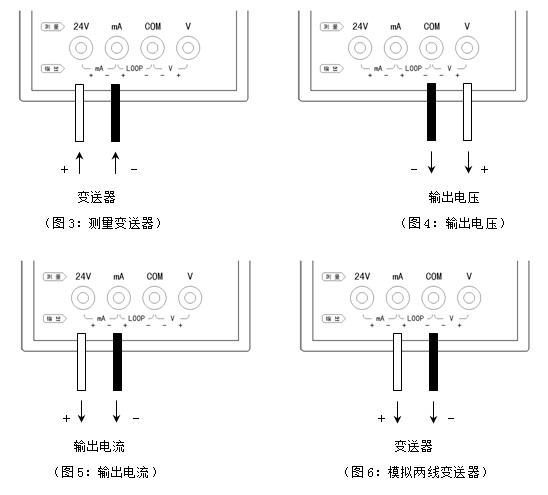 测量 24V mA COM V
输出 mA LOOP V
+ - + - - +
+ -
变送器
（图3：测量变送器）
测量 24V mA COM V
输出 mA LOOP V
+ - + - - +
- +
输出电压
（图4：输出电压）
测量 24V mA COM V
输出 mA LOOP V
+ - + - - +
+ -
输出电流
（图5：输出电流）
测量 24V mA COM V
输出 mA LOOP V
+ - + - - +
+ -
变送器
（图6：模拟两线变送器）